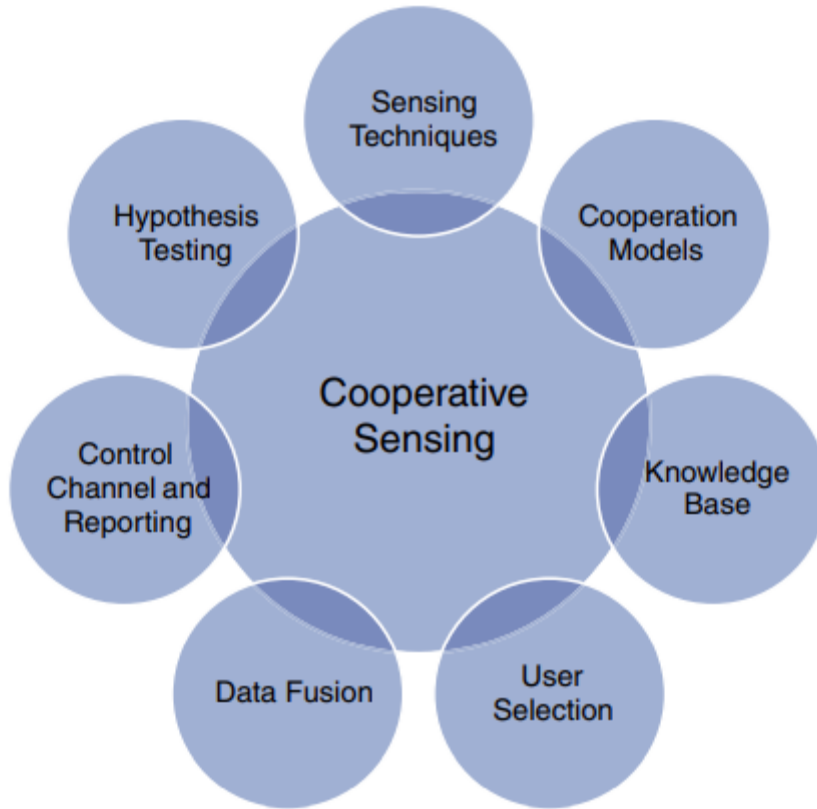 Sensing
Techniques
Hypothesis
Testing
Cooperation
Models
Cooperative
Sensing
Control
Channel and
Reporting
Knowledge
Base
Data Fusion
User
Selection